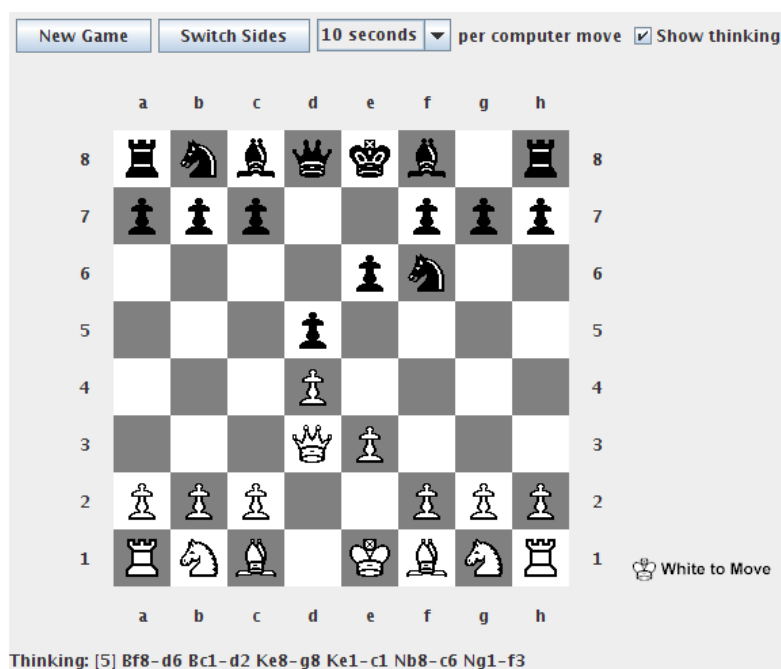 New Game Switch Sides 10 seconds per computer move Show thinking
a b c d e f g h
8 8
7 7
6 6
5 5
4 4
3 3
2 2
1 1 White to Move
a b c d e f g h
Thinking: [5] Bf8-d6 Bc1-d2 Ke8-g8 Ke1-c1 Nb8-c6 Ng1-f3